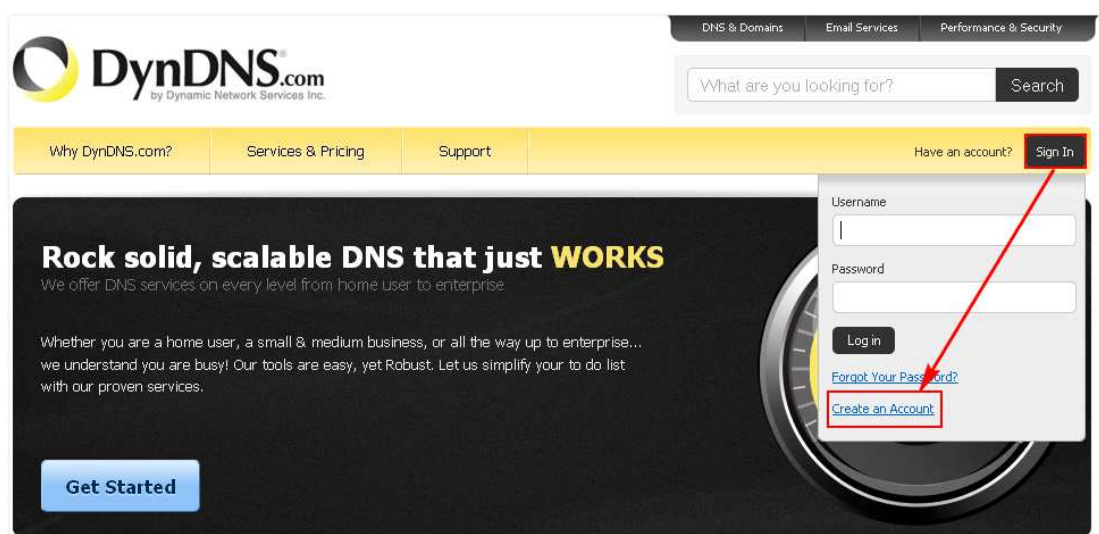 DNS & Domains Email Services Performance & Security
DynDNS.com
by Dynamic Network Services Inc.
What are you looking for? Search
Why DynDNS.com? Services & Pricing Support Have an account? Sign In
Username
Password
Log in
Forgot Your Password?
Create an Account
Rock solid, scalable DNS that just WORKS
We offer DNS services on every level from home user to enterprise
Whether you are a home user, a small & medium business, or all the way up to enterprise...
we understand you are busy! Our tools are easy, yet Robust. Let us simplify your to do list
with our proven services.
Get Started